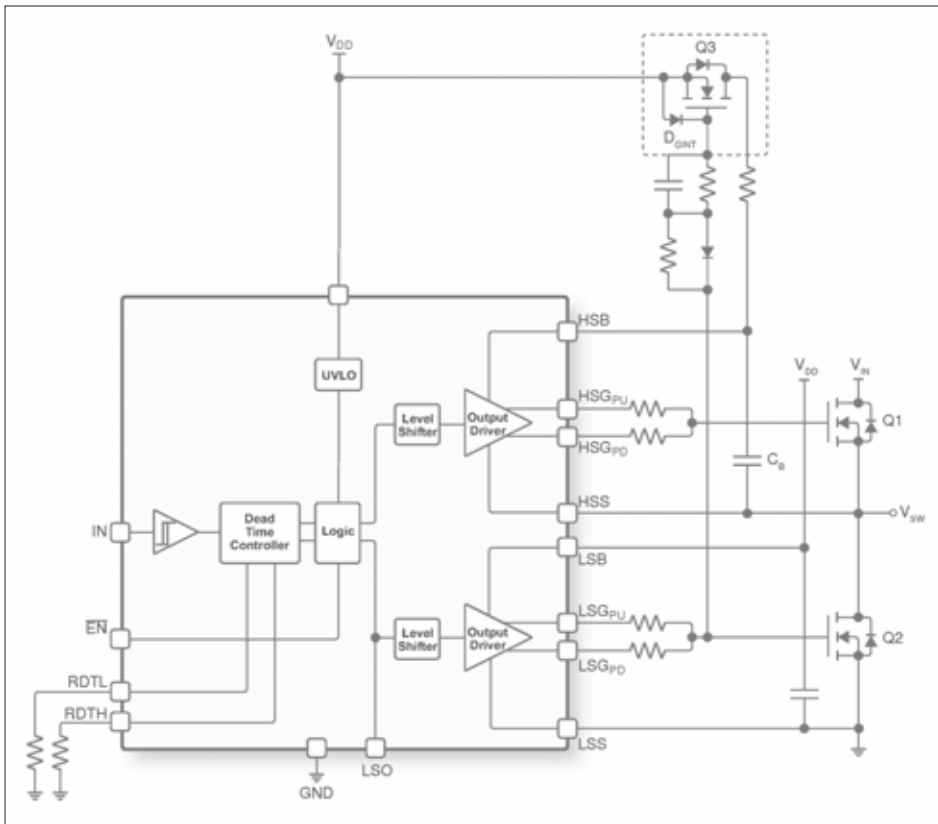 Q3
V_DD
D_GINT
HSB
V_DD
V_IN
UVLO
HSG_PU
Level Shifter
Output Driver
Q1
HSG_PD
C_B
HSS
V_SW
IN
Dead Time Controller
Logic
LSB
LSG_PU
EN
Level Shifter
Output Driver
Q2
LSG_PD
RDTL
RDTH
LSS
LSO
GND